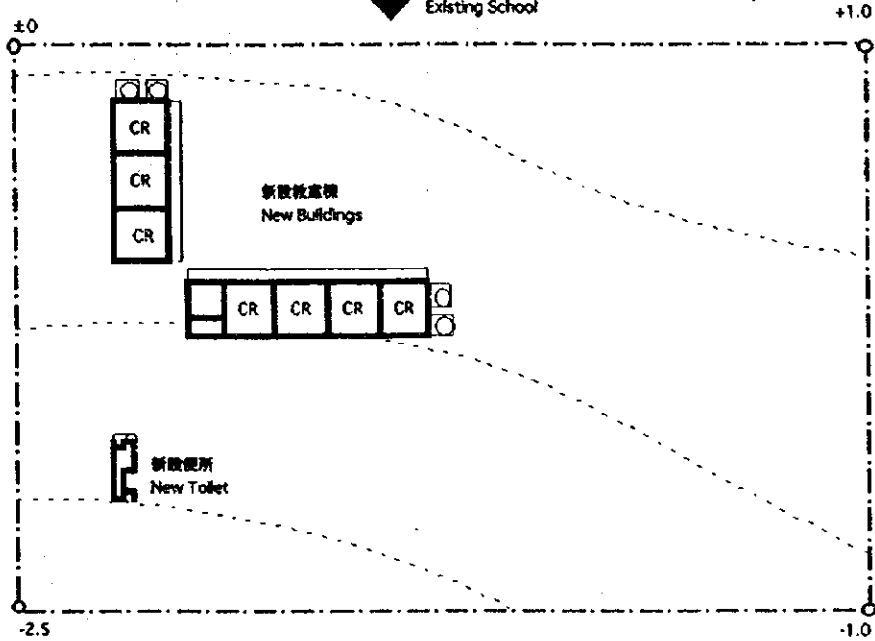 Existing School
±0
+1.0
CR
CR
CR
新設教室棟
New Buildings
CR
CR
CR
CR
新設便所
New Toilet
-2.5
-1.0